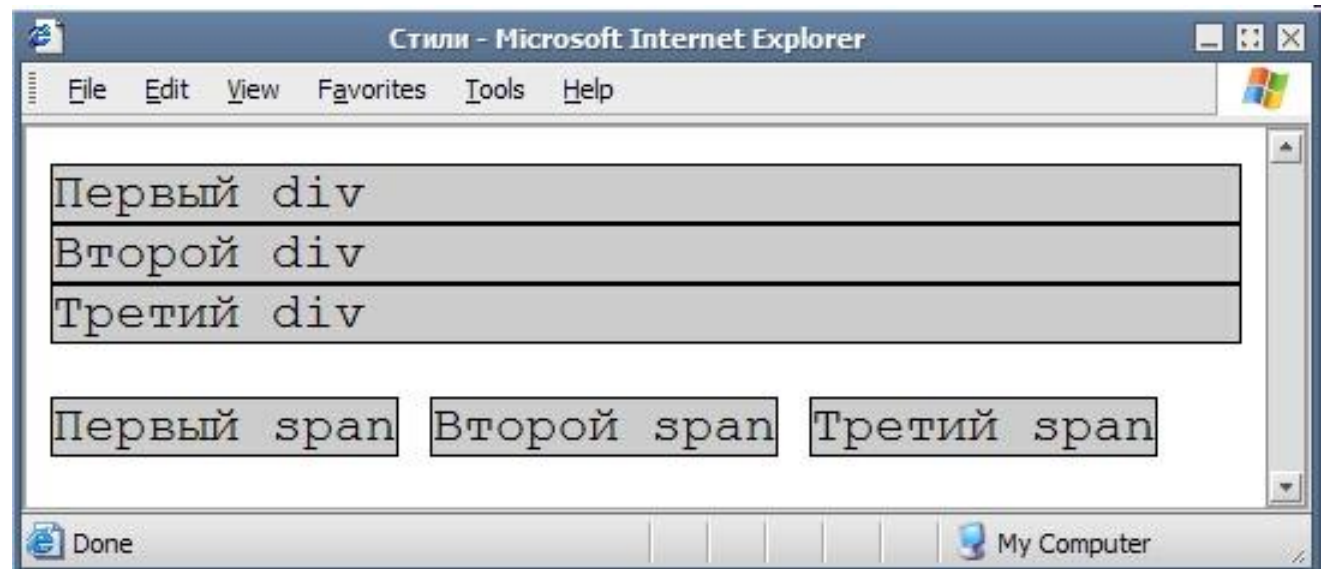 Стили - Microsoft Internet Explorer
File Edit View Favorites Tools Help
Первый div
Второй div
Третий div
Первый span Второй span Третий span
Done My Computer